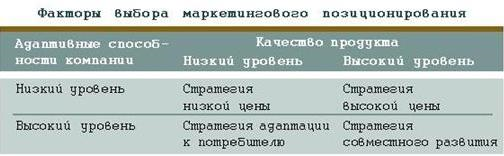 Факторы выбора маркетингового позиционирования
Адаптивные способ-
ности компании
Качество продукта
Низкий уровень Высокий уровень
Низкий уровень Стратегия
низкой цены Стратегия
высокой цены
Высокий уровень Стратегия адаптации
к потребителю Стратегия
совместного развития